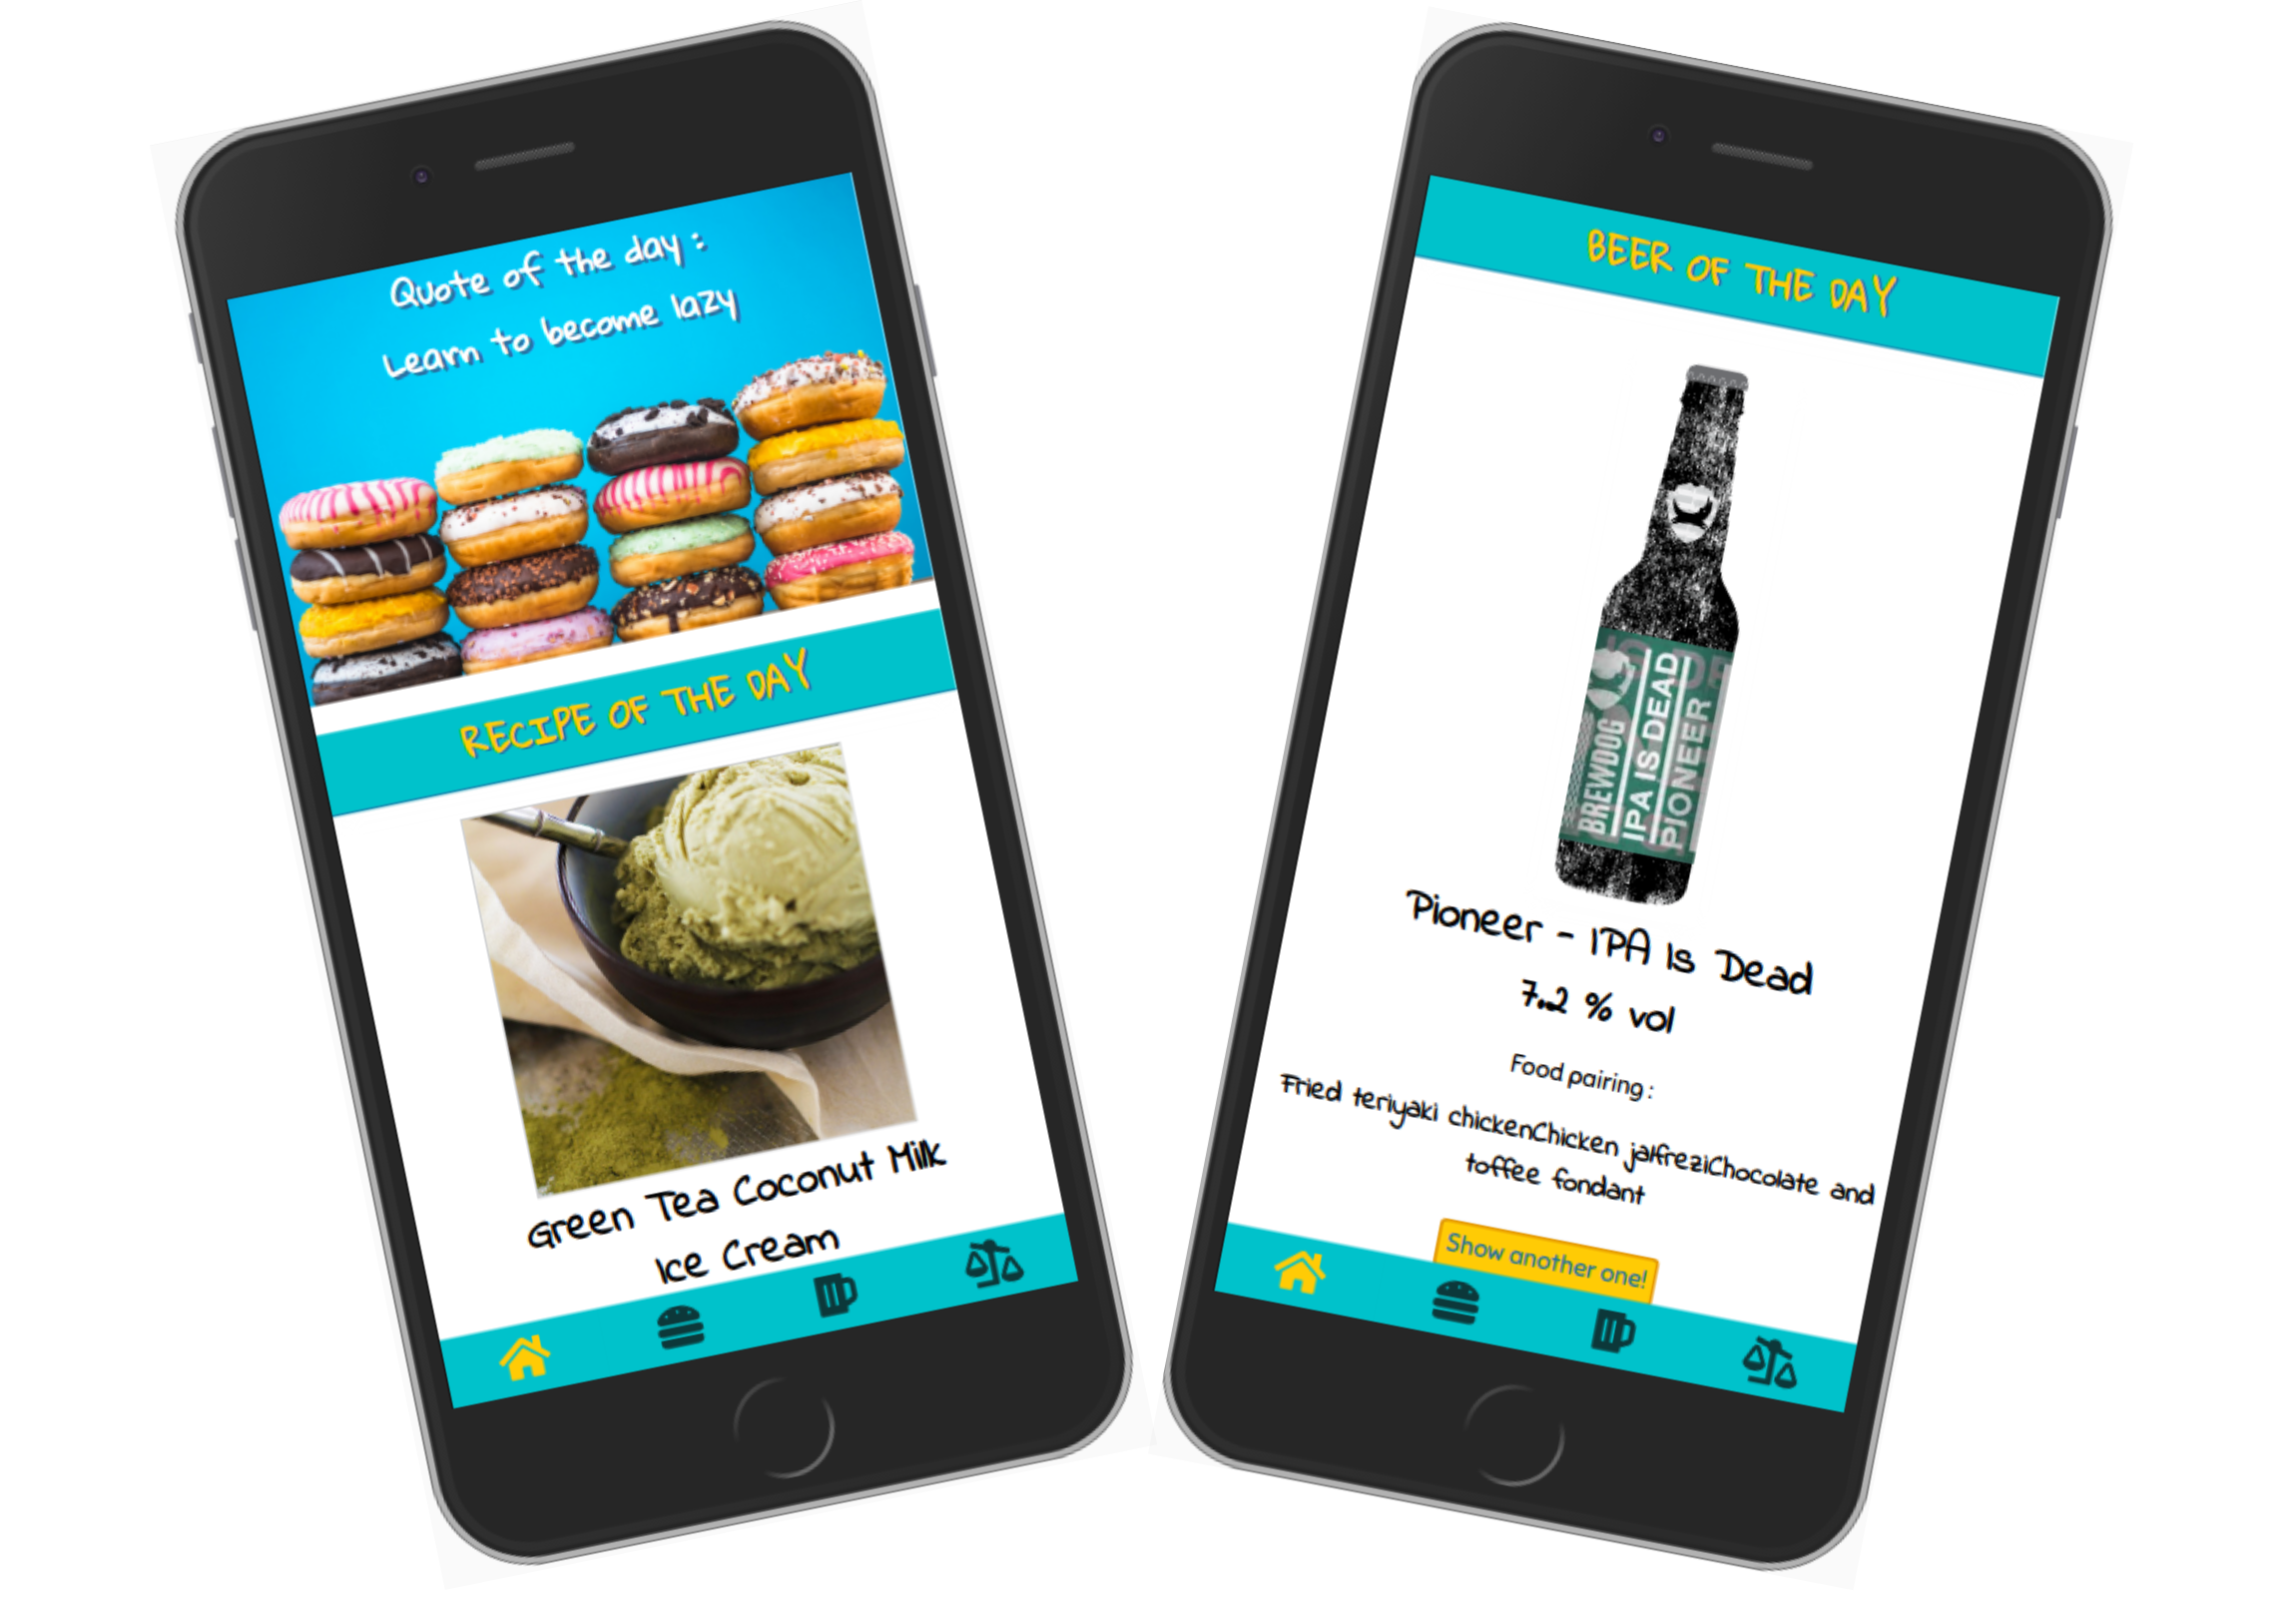 Quote of the day :
Learn to become lazy
RECIPE OF THE DAY
Green Tea Coconut Milk
Ice Cream
BEER OF THE DAY
BREWDOG
IPA IS DEAD
PIONEER
Pioneer - IPA Is Dead
7.2 % vol
Food pairing :
Fried teriyaki chickenChicken jalfreziChocolate and
toffee fondant
Show another one!